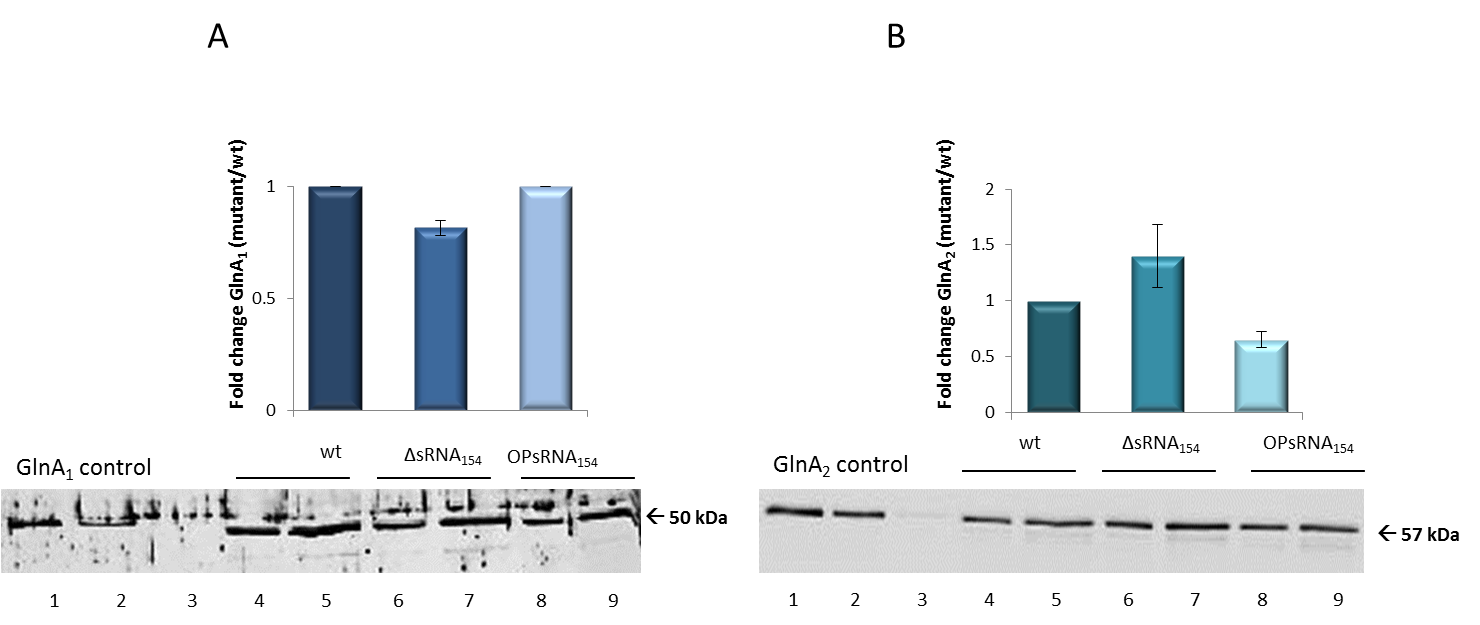 A
Fold change GlnA₁ (mutant/wt)
1
0.5
0
wt ΔsRNA₁₅₄ OPsRNA₁₅₄
GlnA₁ control
← 50 kDa
1 2 3 4 5 6 7 8 9
B
Fold change GlnA₂ (mutant/wt)
2
1.5
1
0.5
0
wt ΔsRNA₁₅₄ OPsRNA₁₅₄
GlnA₂ control
← 57 kDa
1 2 3 4 5 6 7 8 9